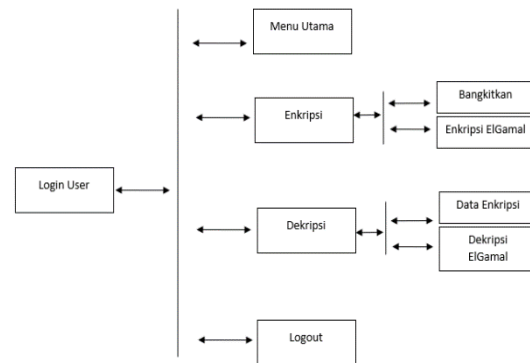 Menu Utama
Bangkitkan
Enkripsi
Enkripsi ElGamal
Login User
Data Enkripsi
Dekripsi
Dekripsi
ElGamal
Logout